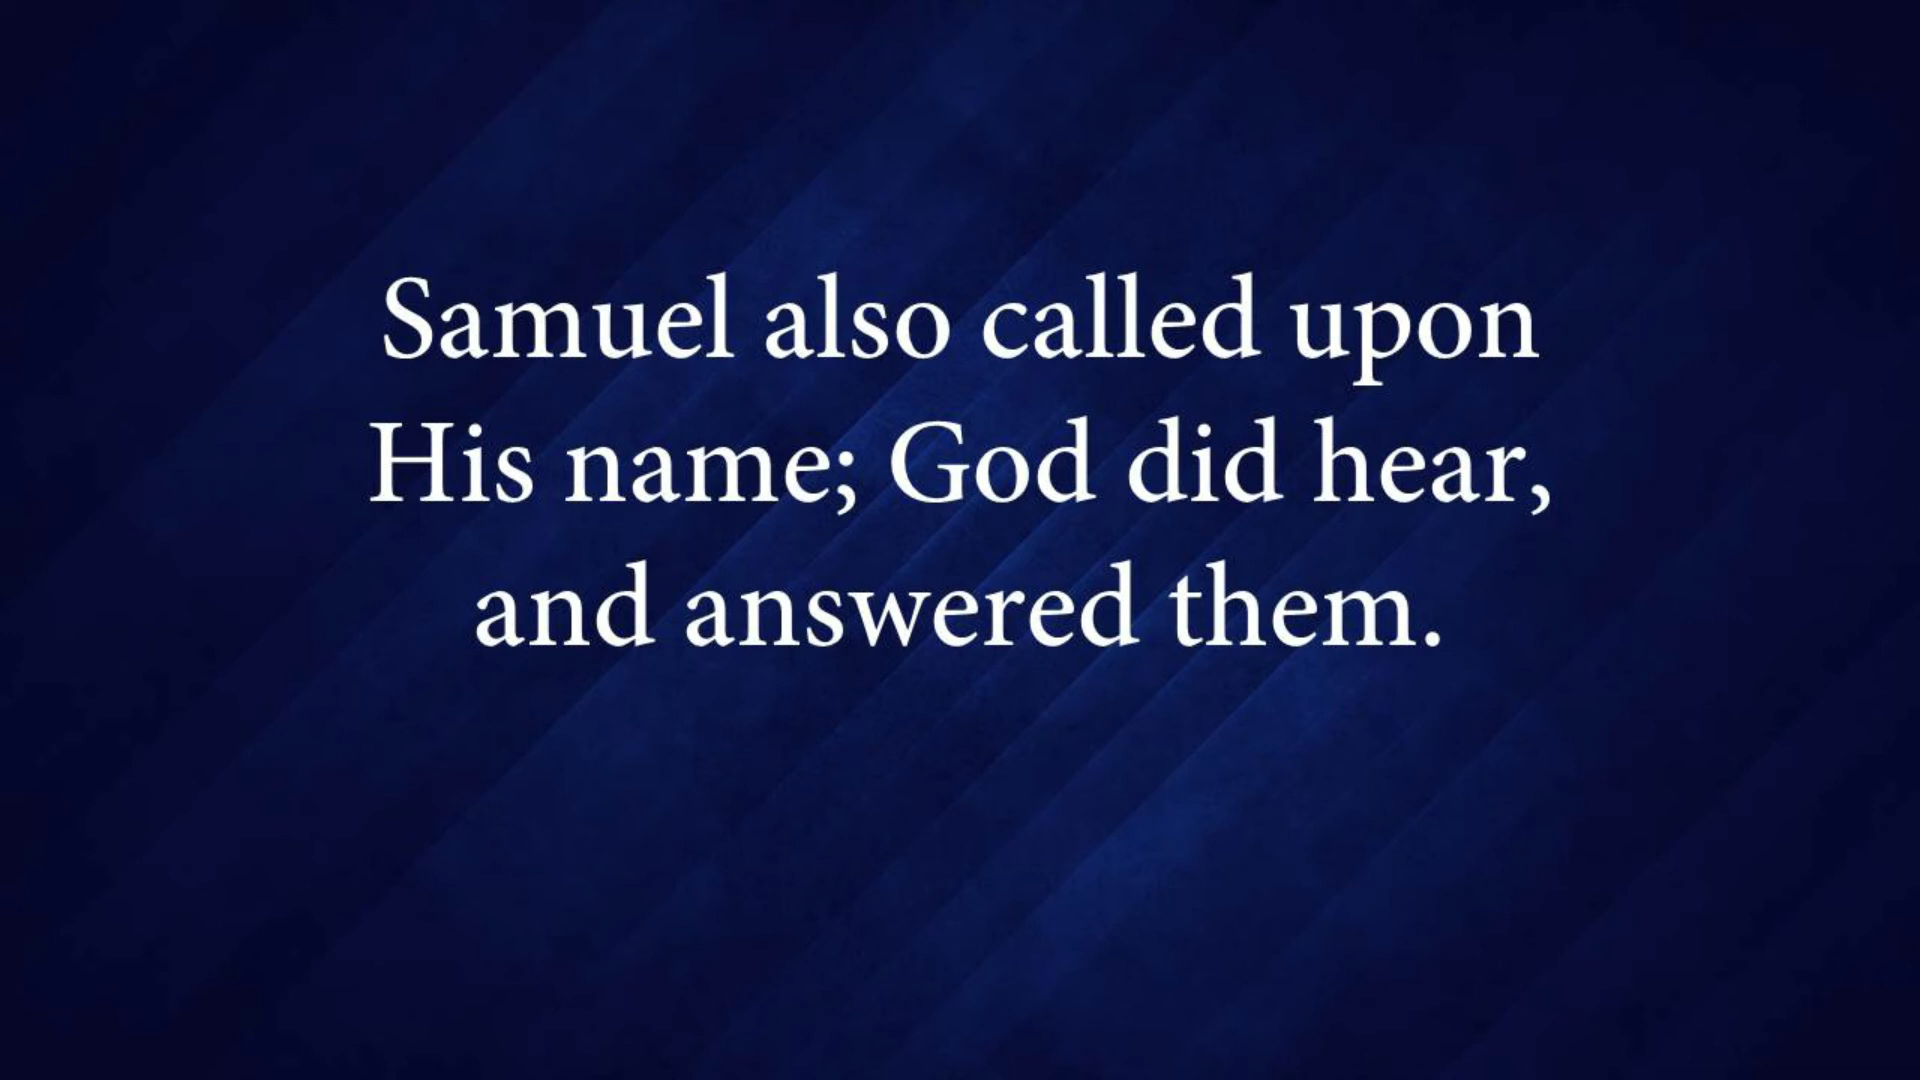 Samuel also called upon
His name; God did hear,
and answered them.